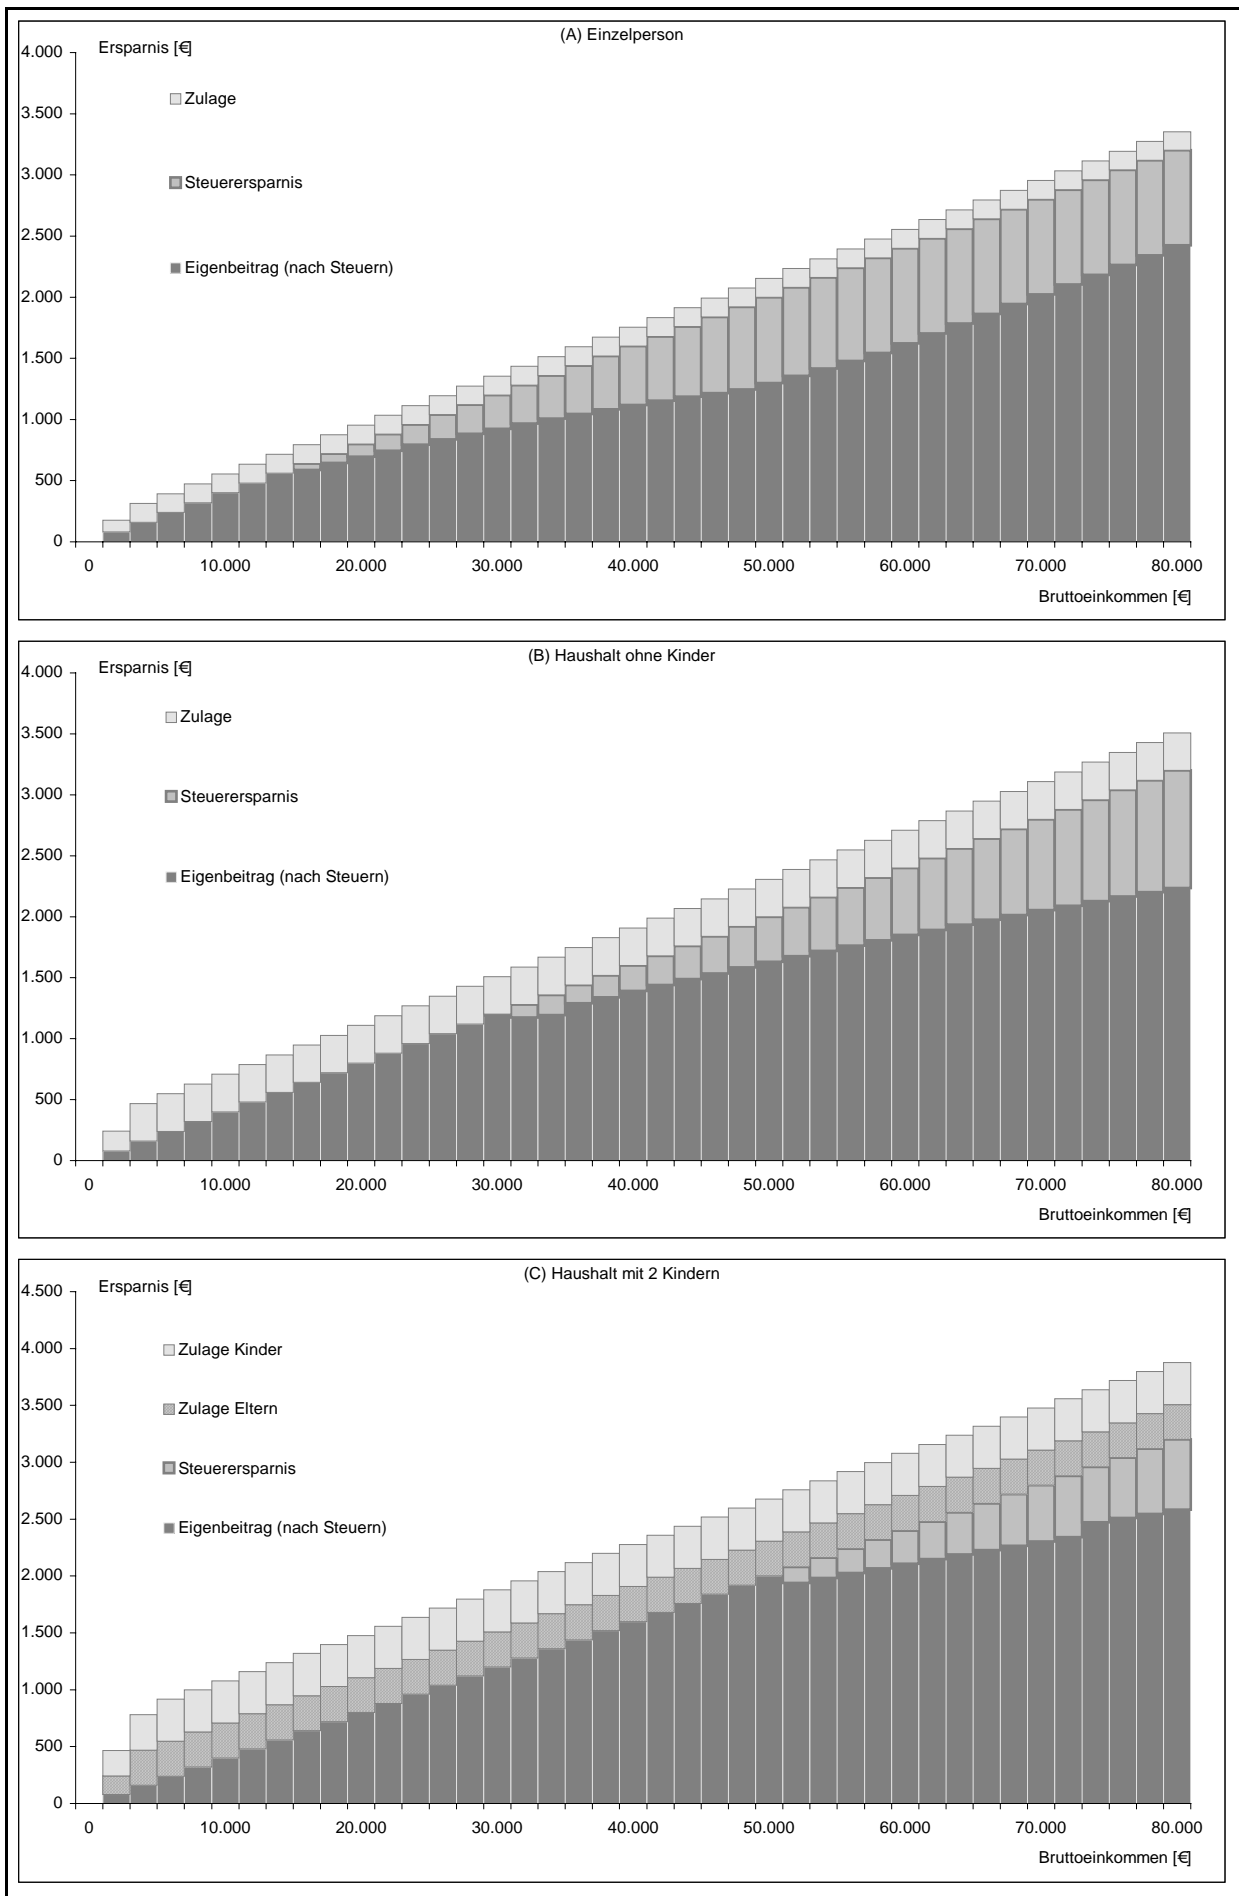 (A) Einzelperson
Ersparnis [€]
4.000
3.500
3.000
2.500
2.000
1.500
1.000
500
0
Zulage
Steuerersparnis
Eigenbeitrag (nach Steuern)
0 10.000 20.000 30.000 40.000 50.000 60.000 70.000 80.000
Bruttoeinkommen [€]
(B) Haushalt ohne Kinder
Ersparnis [€]
4.000
3.500
3.000
2.500
2.000
1.500
1.000
500
0
Zulage
Steuerersparnis
Eigenbeitrag (nach Steuern)
0 10.000 20.000 30.000 40.000 50.000 60.000 70.000 80.000
Bruttoeinkommen [€]
(C) Haushalt mit 2 Kindern
Ersparnis [€]
4.500
4.000
3.500
3.000
2.500
2.000
1.500
1.000
500
0
Zulage Kinder
Zulage Eltern
Steuerersparnis
Eigenbeitrag (nach Steuern)
0 10.000 20.000 30.000 40.000 50.000 60.000 70.000 80.000
Bruttoeinkommen [€]